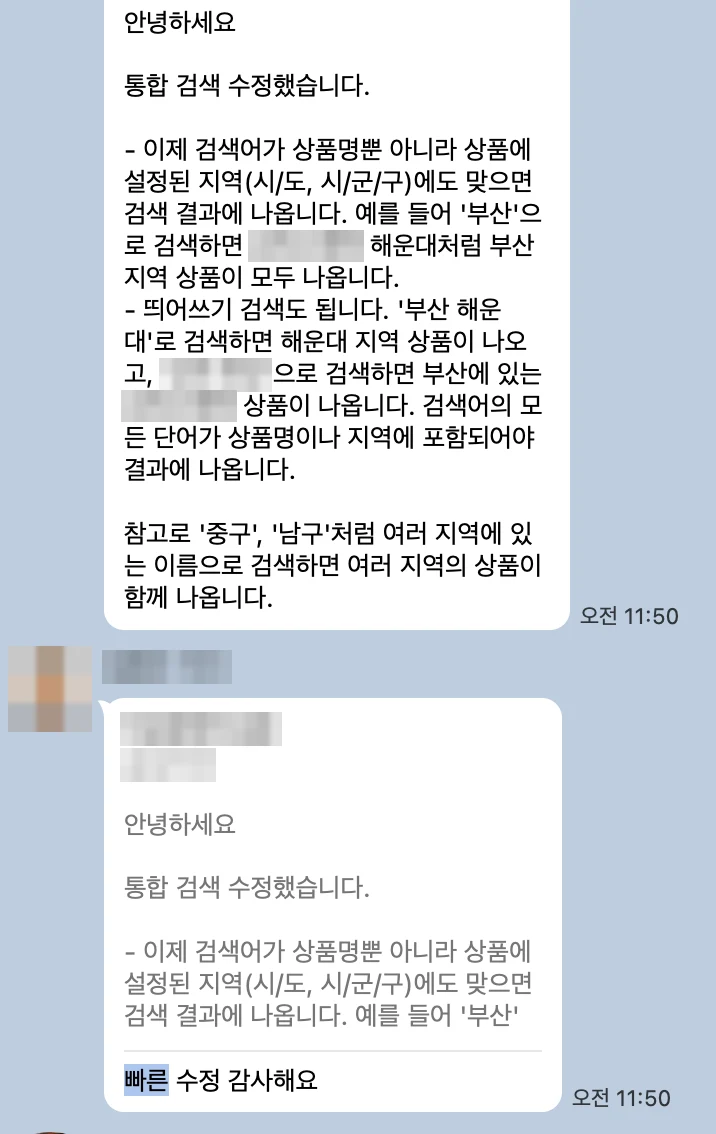 안녕하세요
통합 검색 수정했습니다.
- 이제 검색어가 상품명뿐 아니라 상품에
설정된 지역(시/도, 시/군/구)에도 맞으면
검색 결과에 나옵니다. 예를 들어 '부산'으
로 검색하면 해운대처럼 부산
지역 상품이 모두 나옵니다.
- 띄어쓰기 검색도 됩니다. '부산 해운
대'로 검색하면 해운대 지역 상품이 나오
고, 으로 검색하면 부산에 있는
상품이 나옵니다. 검색어의 모
든 단어가 상품명이나 지역에 포함되어야
결과에 나옵니다.
참고로 '중구', '남구'처럼 여러 지역에 있
는 이름으로 검색하면 여러 지역의 상품이
함께 나옵니다.
오전 11:50
안녕하세요
통합 검색 수정했습니다.
- 이제 검색어가 상품명뿐 아니라 상품에
설정된 지역(시/도, 시/군/구)에도 맞으면
검색 결과에 나옵니다. 예를 들어 '부산'
빠른 수정 감사해요
오전 11:50